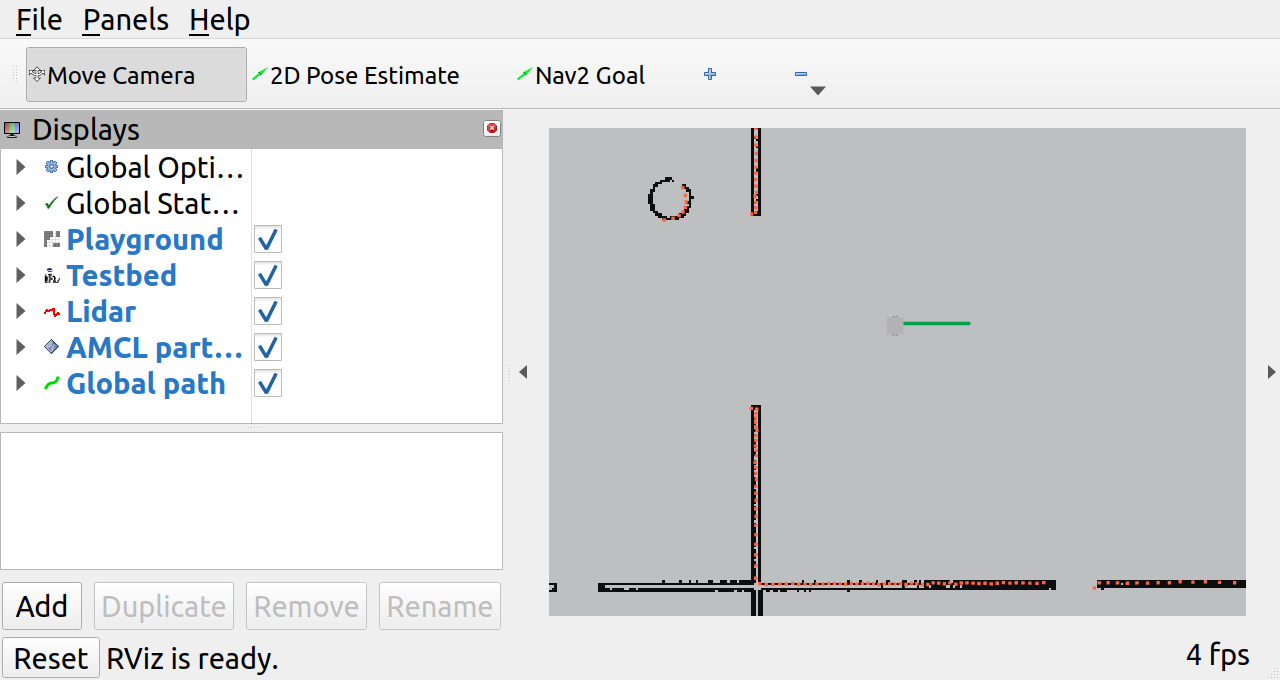 File Panels Help
Move Camera 2D Pose Estimate Nav2 Goal
Displays
Global Opti...
Global Stat...
Playground
Testbed
Lidar
AMCL part...
Global path
Add Duplicate Remove Rename
Reset RViz is ready. 4 fps